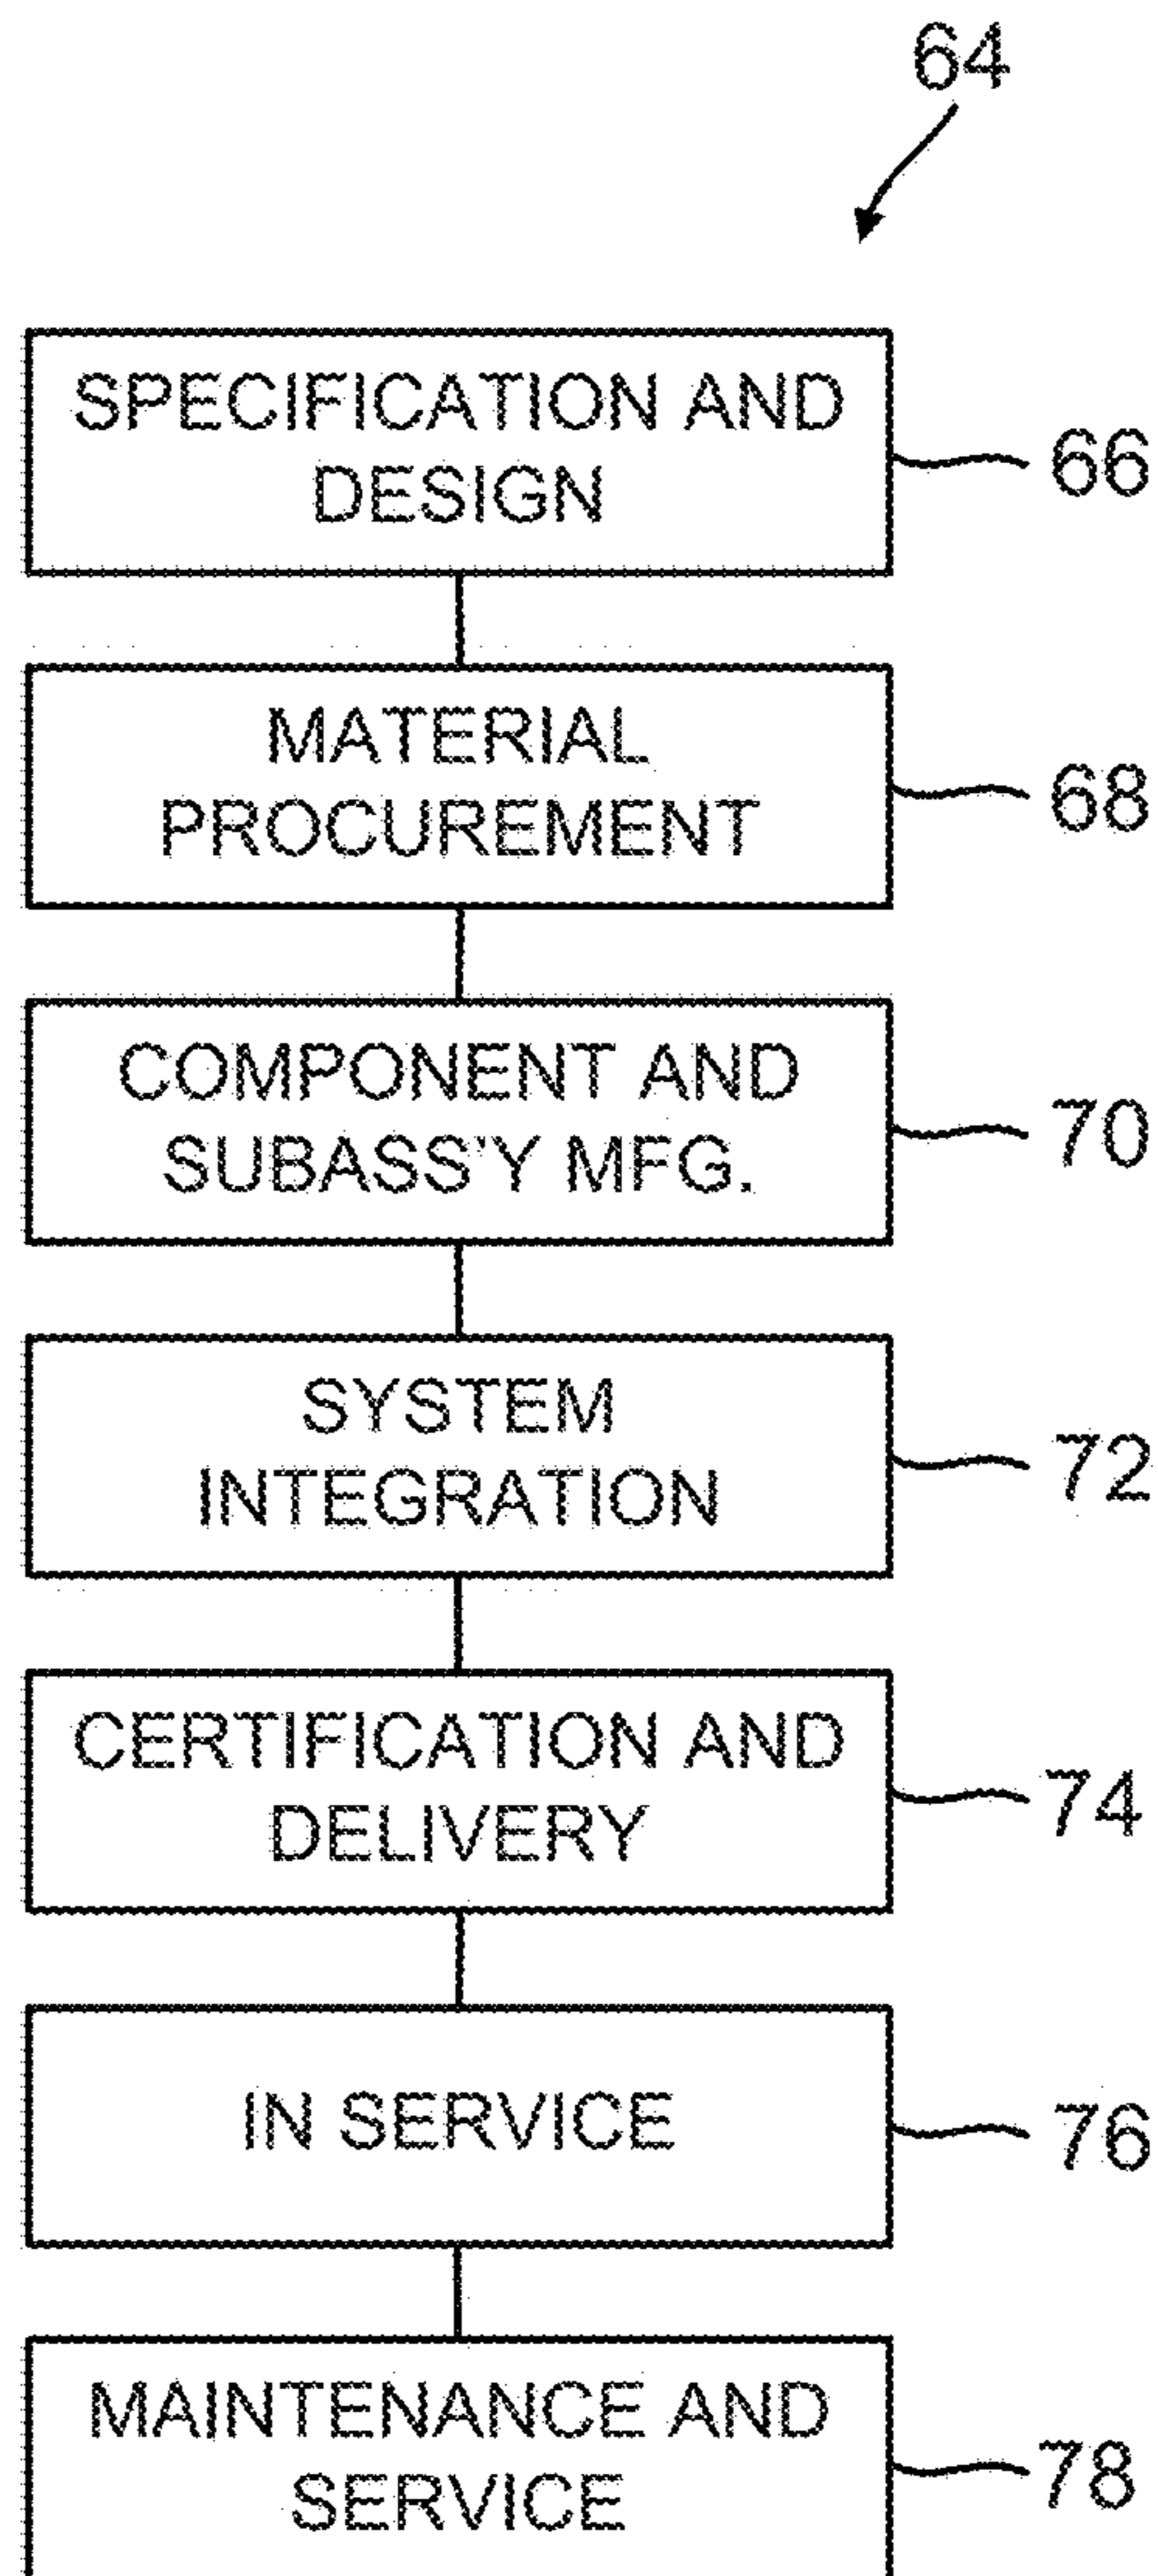 64
SPECIFICATION AND
DESIGN
66
MATERIAL
PROCUREMENT
68
COMPONENT AND
SUBASS'Y MFG.
70
SYSTEM
INTEGRATION
72
CERTIFICATION AND
DELIVERY
74
IN SERVICE
76
MAINTENANCE AND
SERVICE
78